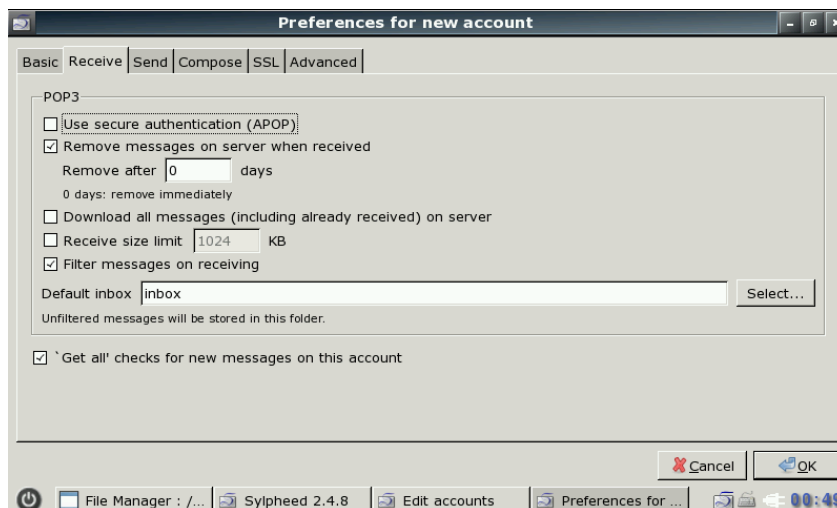 Preferences for new account
Basic Receive Send Compose SSL Advanced
POP3
Use secure authentication (APOP)
Remove messages on server when received
Remove after 0 days
0 days: remove immediately
Download all messages (including already received) on server
Receive size limit 1024 KB
Filter messages on receiving
Default inbox inbox Select...
Unfiltered messages will be stored in this folder.
`Get all' checks for new messages on this account
Cancel OK
File Manager : /... Sylpheed 2.4.8 Edit accounts Preferences for ... 00:49